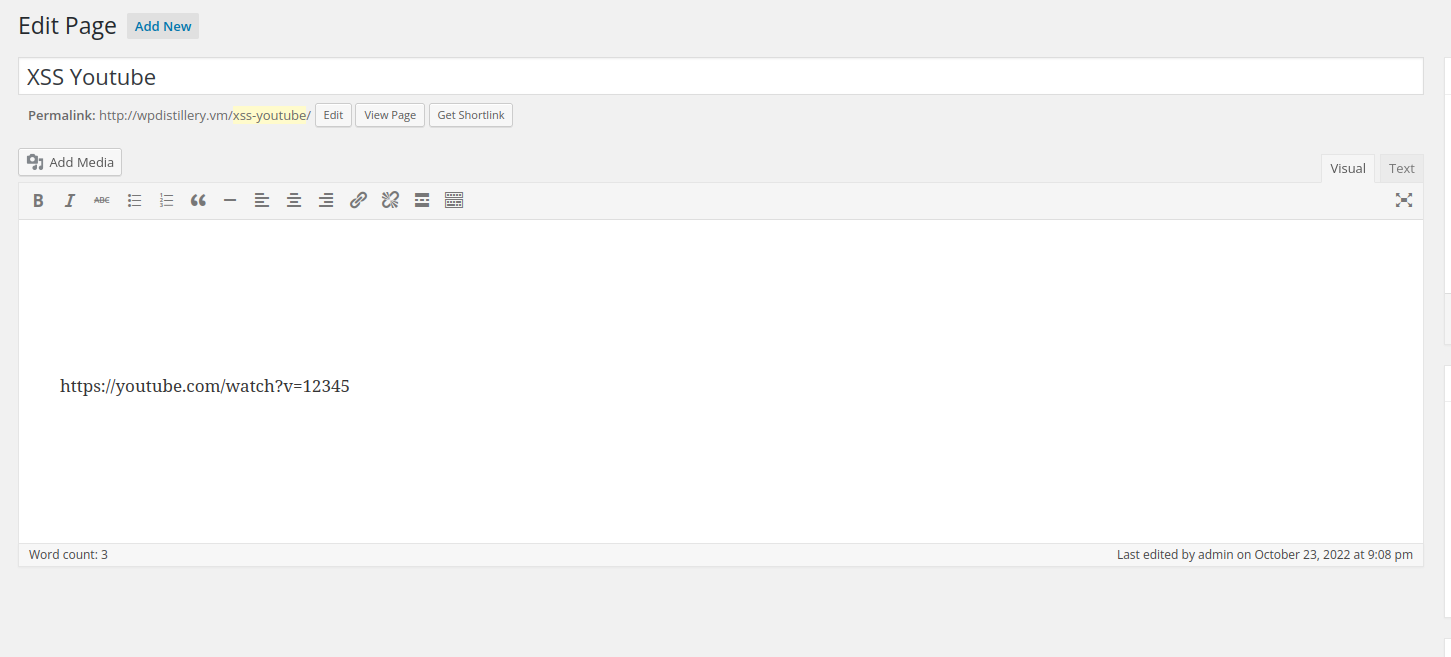 Edit Page Add New
XSS Youtube
Permalink: http://wpdistillery.vm/xss-youtube/ Edit View Page Get Shortlink
Add Media Visual Text
B I ABC
https://youtube.com/watch?v=12345
Word count: 3 Last edited by admin on October 23, 2022 at 9:08 pm